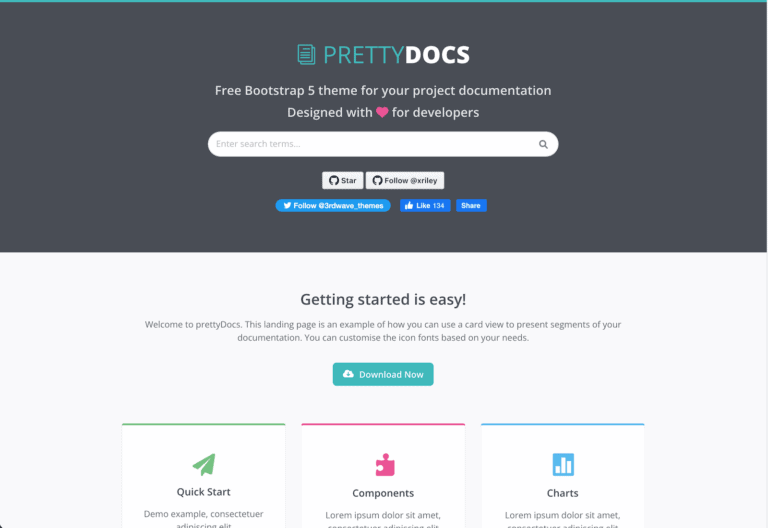 PRETTYDOCS
Free Bootstrap 5 theme for your project documentation
Designed with for developers
Enter search terms...
Star
Follow @xriley
Follow @3rdwave_themes
Like 134
Share
Getting started is easy!
Welcome to prettyDocs. This landing page is an example of how you can use a card view to present segments of your
documentation. You can customise the icon fonts based on your needs.
Download Now
Quick Start
Demo example, consectetuer
adipiscing elit
Components
Lorem ipsum dolor sit amet,
consectetuer adipiscing elit
Charts
Lorem ipsum dolor sit amet,
consectetuer adipiscing elit